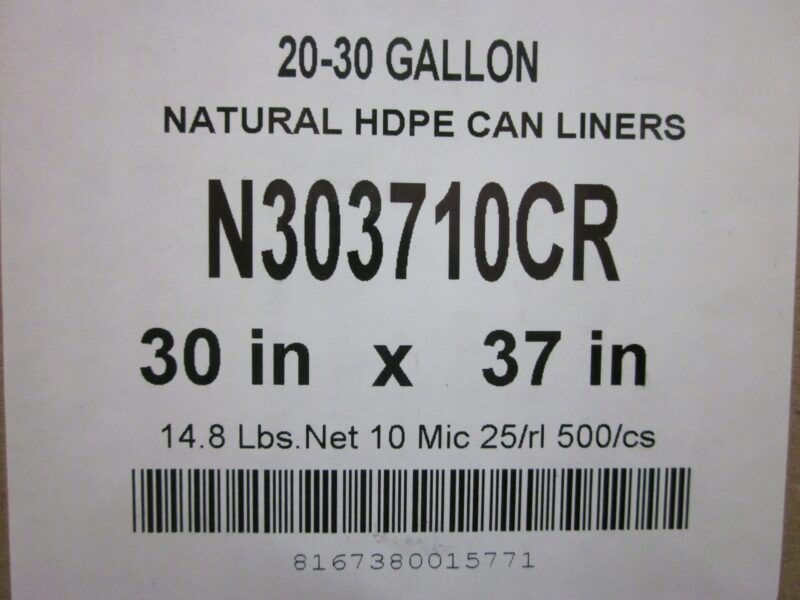 20-30 GALLON
NATURAL HDPE CAN LINERS
N303710CR
30 in x 37 in
14.8 Lbs.Net 10 Mic 25/rl 500/cs
8167380015771